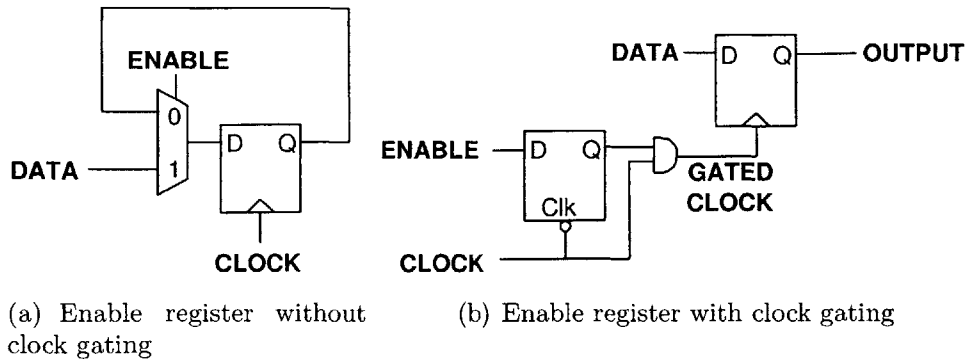 ENABLE
0
1
DATA
D Q
CLOCK
DATA
D Q
OUTPUT
ENABLE
D Q
Clk
GATED
CLOCK
CLOCK
(a) Enable register without
clock gating
(b) Enable register with clock gating